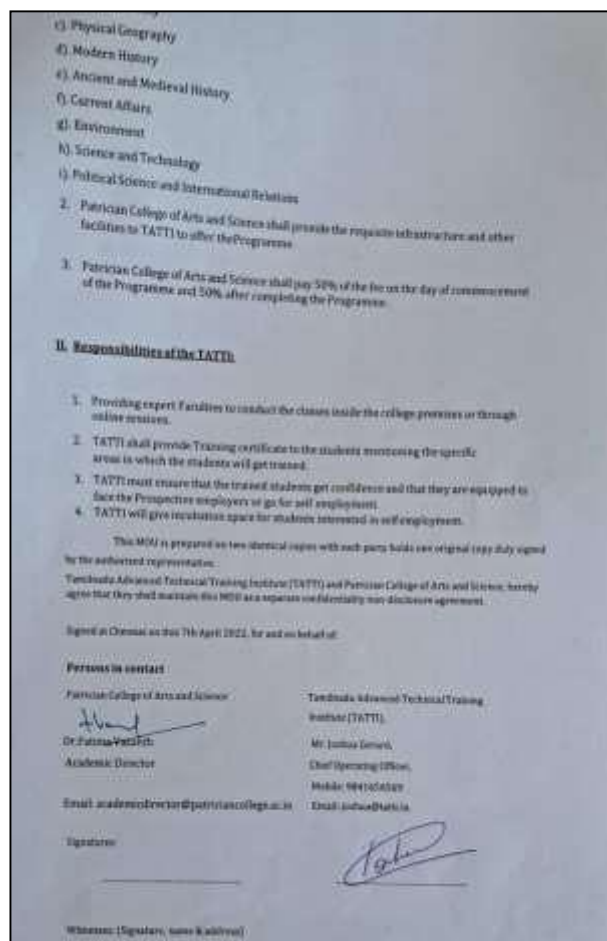 c). Physical Geography
d). Modern History
e). Ancient and Medieval History
f). Current Affairs
g). Environment
h). Science and Technology
i). Political Science and International Relations
2. Patrician College of Arts and Science shall provide the requisite infrastructure and other
facilities to TATTI to offer theProgramme
3. Patrician College of Arts and Science shall pay 50% of the fee on the day of commencement
of the Programme and 50% after completing the Programme.
II. Responsibilities of the TATTI:
1. Providing expert Faculties to conduct the classes inside the college premises or through
online sessions.
2. TATTI shall provide Training certificate to the students mentioning the specific
areas in which the students will get trained.
3. TATTI must ensure that the trained students get confidence and that they are equipped to
face the Prospective employers or go for self employment.
4. TATTI will give incubation space for students interested in self employment.
This MOU is prepared on two identical copies with each party holds one original copy duly signed
by the authorized representative.
Tamilnadu Advanced Technical Training Institute (TATTI) and Patrician College of Arts and Science, hereby
agree that they shall maintain this MOU as a separate confidentiality non disclosure agreement.
Signed at Chennai on this 7th April 2022, for and on behalf of:
Persons in contact
Patrician College of Arts and Science
Tamilnadu Advanced Technical Training
Institute (TATTI),
Dr. Fatima
Mr. Joshua Gerard,
Academic Director
Chief Operating Officer,
Mobile:
Email: academicdirector@patriciancollege.ac.in
Email:
Signatures:
Witnesses: (Signature, name & address)